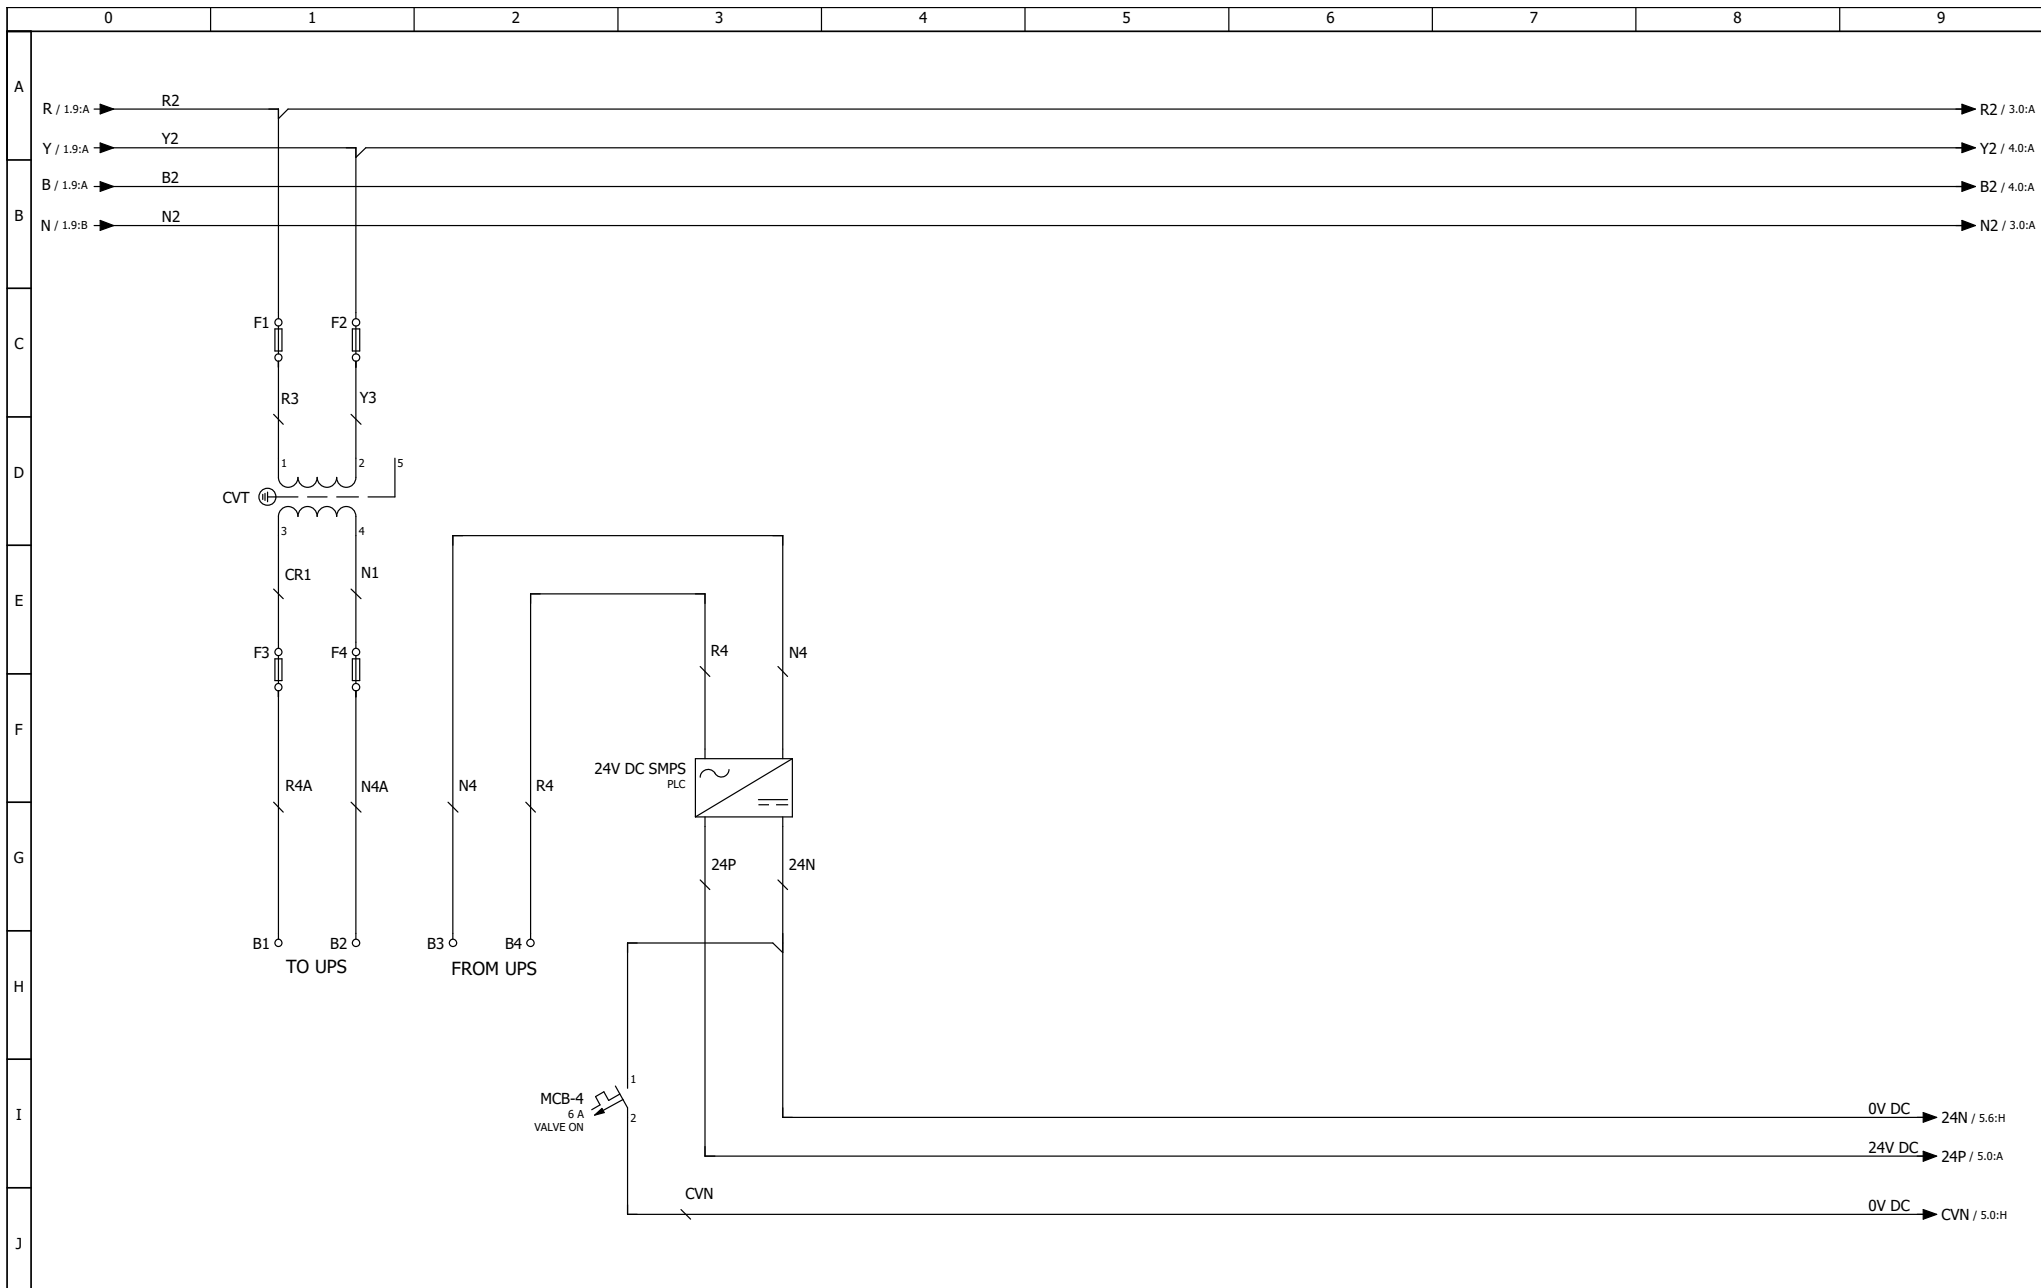 0 1 2 3 4 5 6 7 8 9
A
R / 1.9:A R2 R2 / 3.0:A
Y / 1.9:A Y2 Y2 / 4.0:A
B / 1.9:A B2 B2 / 4.0:A
B
N / 1.9:B N2 N2 / 3.0:A
F1 F2
C
R3 Y3
1 2 5
D
CVT
3 4
CR1 N1
E
F3 F4 R4 N4
F
24V DC SMPS
PLC
R4A N4A N4 R4
G
24P 24N
B1 B2 B3 B4
TO UPS FROM UPS
H
1
MCB-4
6 A
VALVE ON
2
I
0V DC 24N / 5.6:H
24V DC 24P / 5.0:A
CVN 0V DC CVN / 5.0:H
J